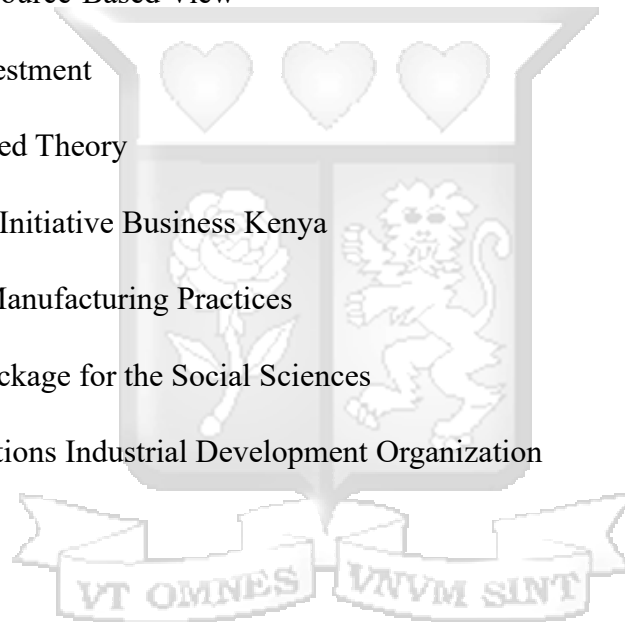 ource-Based View
estment
ed Theory
Initiative Business Kenya
Manufacturing Practices
ckage for the Social Sciences
tions Industrial Development Organization
VT OMNES VNVM SINT